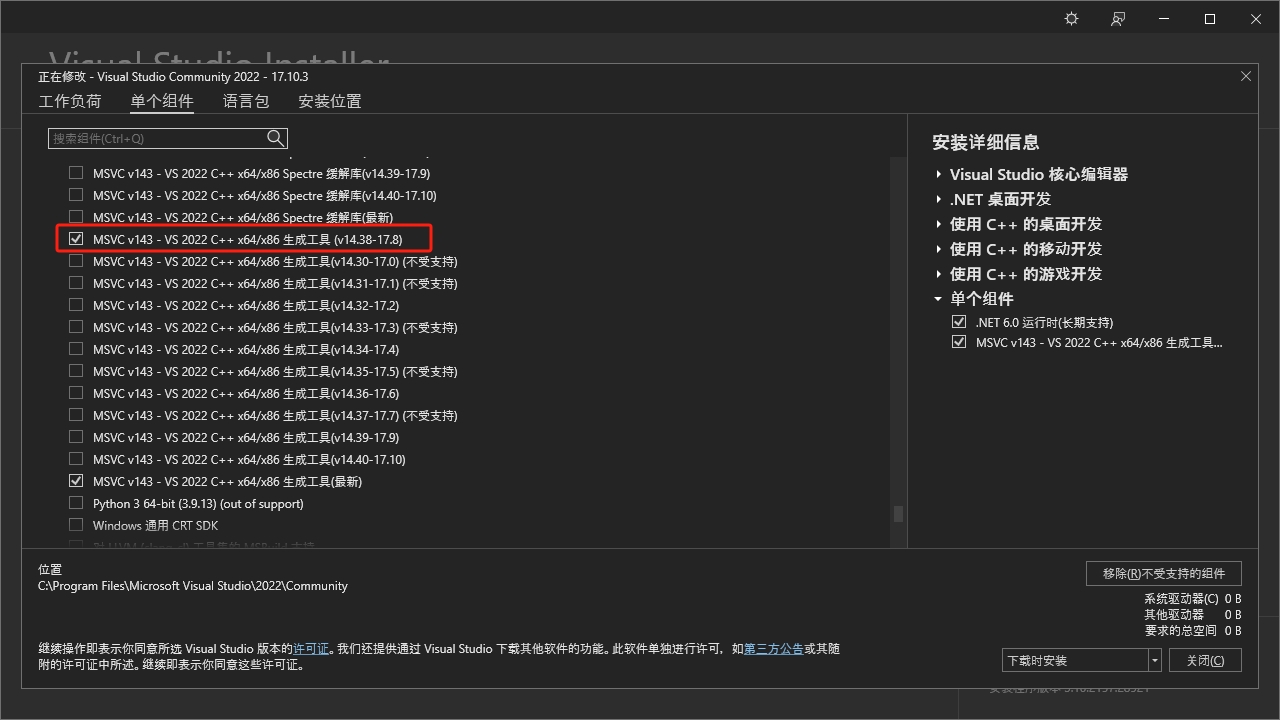 Visual Studio Installer
正在修改 - Visual Studio Community 2022 - 17.10.3
工作负荷 单个组件 语言包 安装位置
搜索组件(Ctrl+Q)
MSVC v143 - VS 2022 C++ x64/x86 Spectre 缓解库(v14.39-17.9)
MSVC v143 - VS 2022 C++ x64/x86 Spectre 缓解库(v14.40-17.10)
MSVC v143 - VS 2022 C++ x64/x86 Spectre 缓解库(最新)
MSVC v143 - VS 2022 C++ x64/x86 生成工具 (v14.38-17.8)
MSVC v143 - VS 2022 C++ x64/x86 生成工具(v14.30-17.0) (不受支持)
MSVC v143 - VS 2022 C++ x64/x86 生成工具(v14.31-17.1) (不受支持)
MSVC v143 - VS 2022 C++ x64/x86 生成工具(v14.32-17.2)
MSVC v143 - VS 2022 C++ x64/x86 生成工具(v14.33-17.3) (不受支持)
MSVC v143 - VS 2022 C++ x64/x86 生成工具(v14.34-17.4)
MSVC v143 - VS 2022 C++ x64/x86 生成工具(v14.35-17.5) (不受支持)
MSVC v143 - VS 2022 C++ x64/x86 生成工具(v14.36-17.6)
MSVC v143 - VS 2022 C++ x64/x86 生成工具(v14.37-17.7) (不受支持)
MSVC v143 - VS 2022 C++ x64/x86 生成工具(v14.39-17.9)
MSVC v143 - VS 2022 C++ x64/x86 生成工具(v14.40-17.10)
MSVC v143 - VS 2022 C++ x64/x86 生成工具(最新)
Python 3 64-bit (3.9.13) (out of support)
Windows 通用 CRT SDK
安装详细信息
Visual Studio 核心编辑器
.NET 桌面开发
使用 C++ 的桌面开发
使用 C++ 的移动开发
使用 C++ 的游戏开发
单个组件
.NET 6.0 运行时(长期支持)
MSVC v143 - VS 2022 C++ x64/x86 生成工具...
位置
C:\Program Files\Microsoft Visual Studio\2022\Community
继续操作即表示你同意所选 Visual Studio 版本的许可证。我们还提供通过 Visual Studio 下载其他软件的功能。此软件单独进行许可，如第三方公告或其随
附的许可证中所述。继续即表示你同意这些许可证。
移除(R)不受支持的组件
系统驱动器(C) 0 B
其他驱动器 0 B
要求的总空间 0 B
下载时安装 关闭(C)